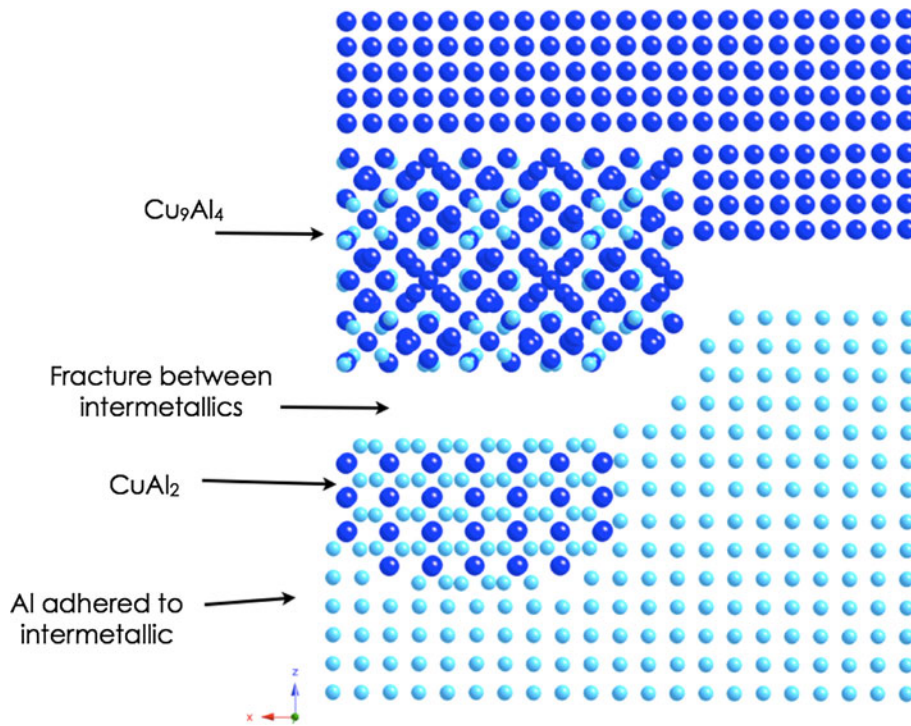 Cu₉Al₄
Fracture between
intermetallics
CuAl₂
Al adhered to
intermetallic
z
x